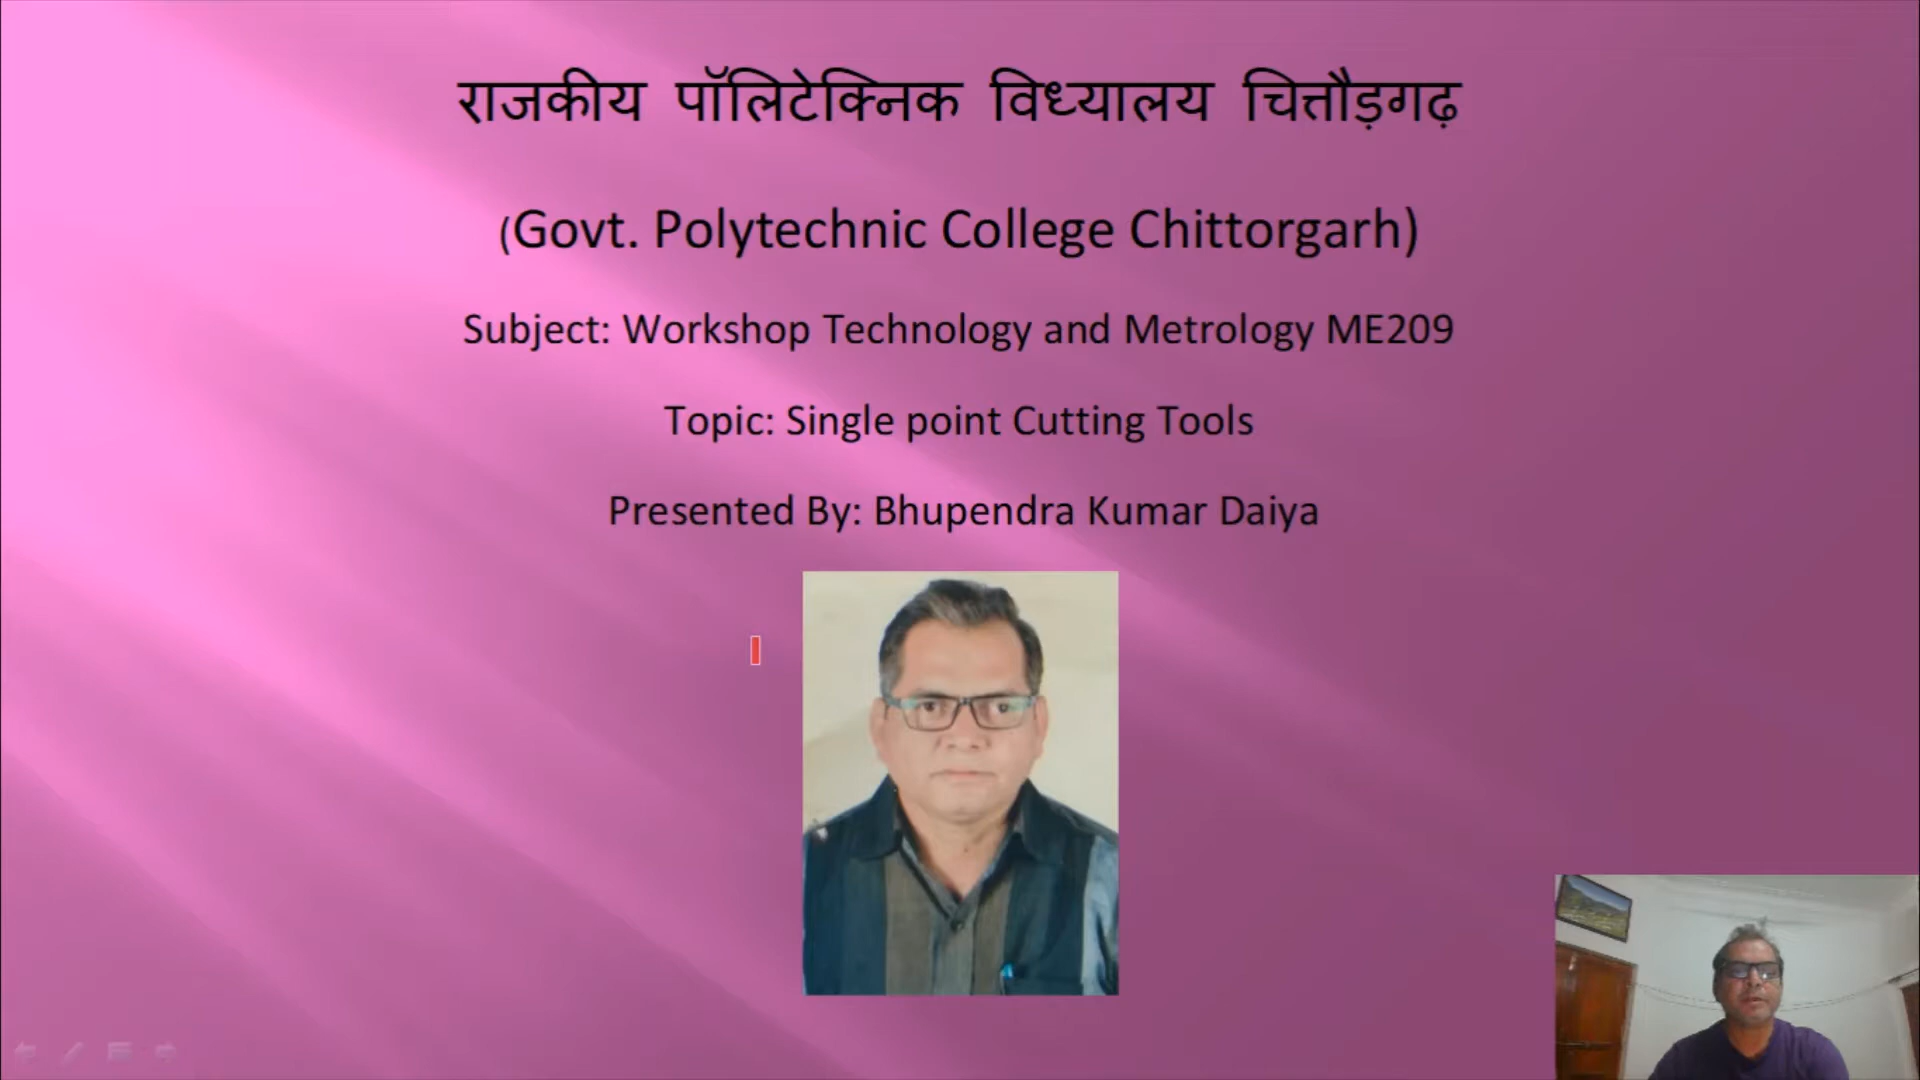 राजकीय पॉलिटेक्निक विध्यालय चित्तौड़गढ़
(Govt. Polytechnic College Chittorgarh)
Subject: Workshop Technology and Metrology ME209
Topic: Single point Cutting Tools
Presented By: Bhupendra Kumar Daiya